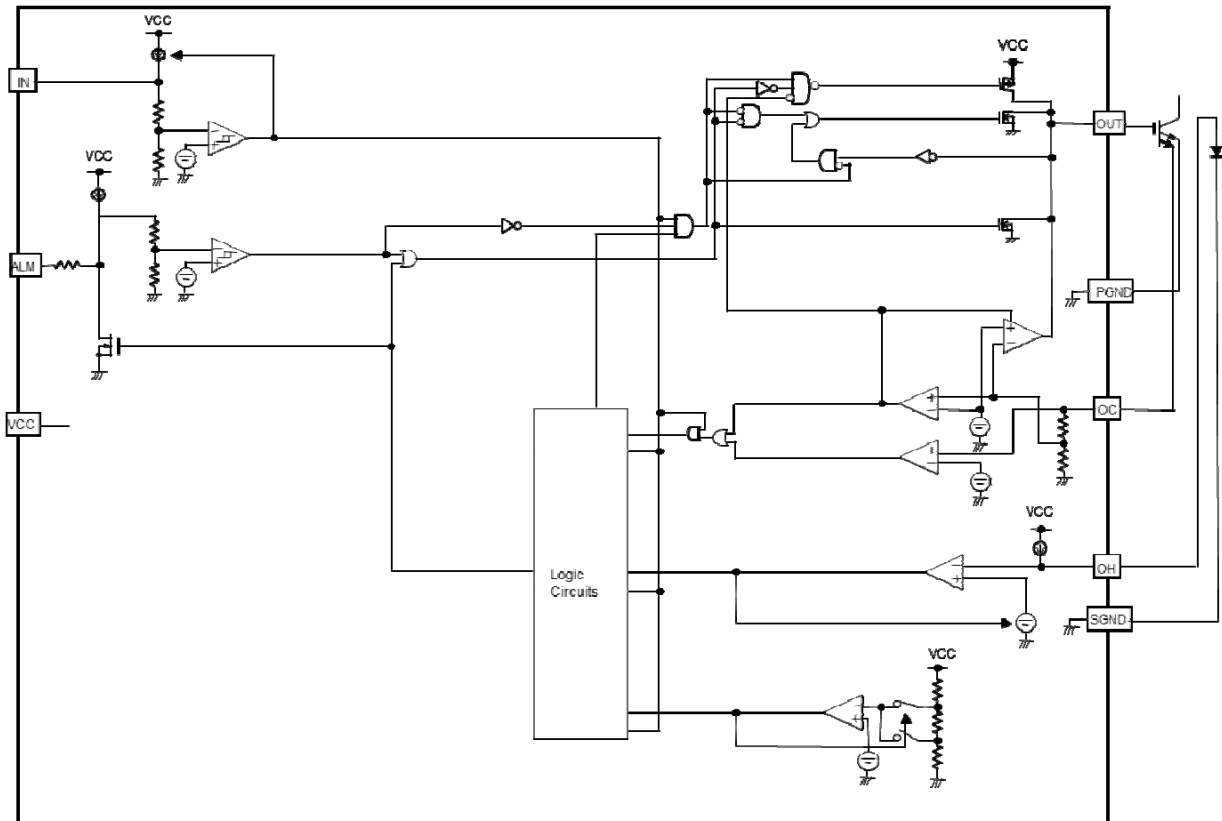 VCC
VCC
IN
OUT
VCC
ALM
PGND
VCC
OC
VCC
Logic
Circuits
OH
SGND
VCC